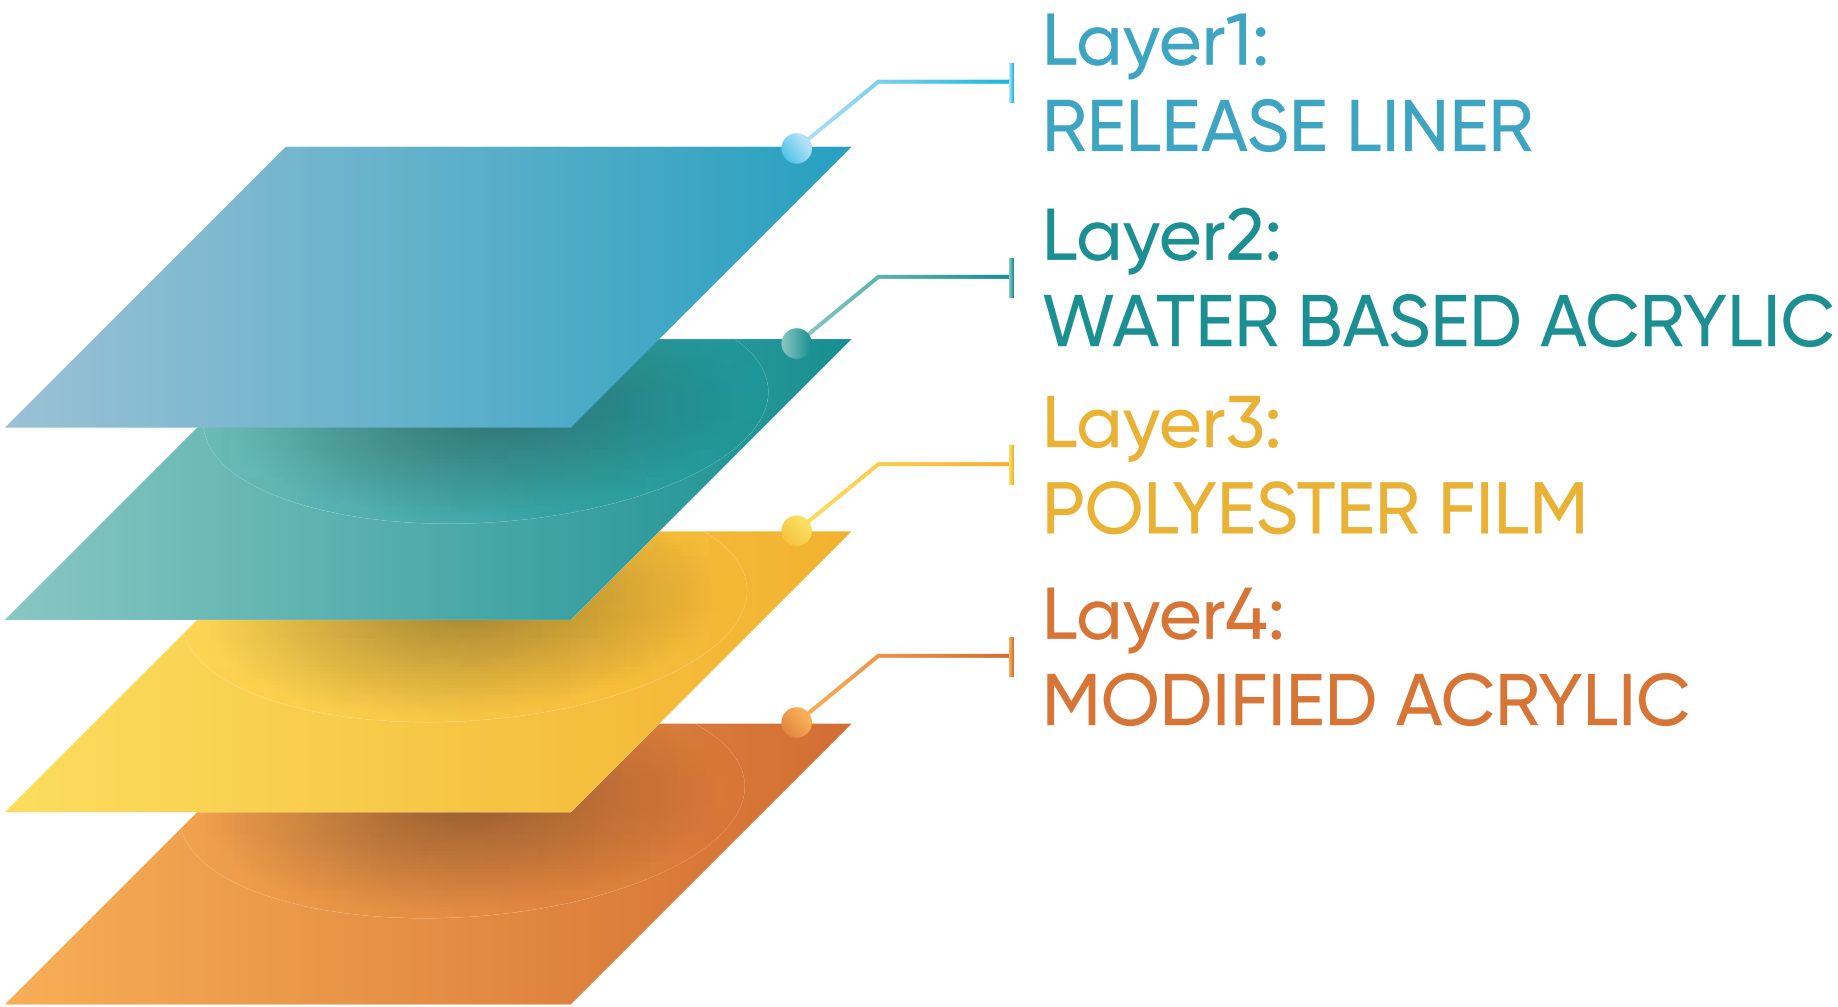 Layer1:
RELEASE LINER
Layer2:
WATER BASED ACRYLIC
Layer3:
POLYESTER FILM
Layer4:
MODIFIED ACRYLIC